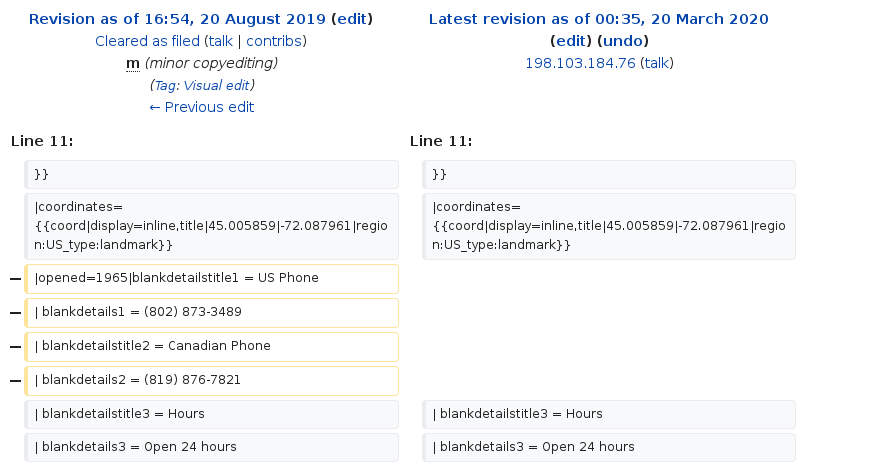 Revision as of 16:54, 20 August 2019 (edit)
Cleared as filed (talk | contribs)
m (minor copyediting)
(Tag: Visual edit)
← Previous edit
Latest revision as of 00:35, 20 March 2020
(edit) (undo)
198.103.184.76 (talk)
Line 11:
Line 11:
}}
}}
|coordinates=
{{coord|display=inline,title|45.005859|-72.087961|regio
n:US_type:landmark}}
|coordinates=
{{coord|display=inline,title|45.005859|-72.087961|regio
n:US_type:landmark}}
− |opened=1965|blankdetailstitle1 = US Phone
− | blankdetails1 = (802) 873-3489
− | blankdetailstitle2 = Canadian Phone
− | blankdetails2 = (819) 876-7821
| blankdetailstitle3 = Hours
| blankdetailstitle3 = Hours
| blankdetails3 = Open 24 hours
| blankdetails3 = Open 24 hours